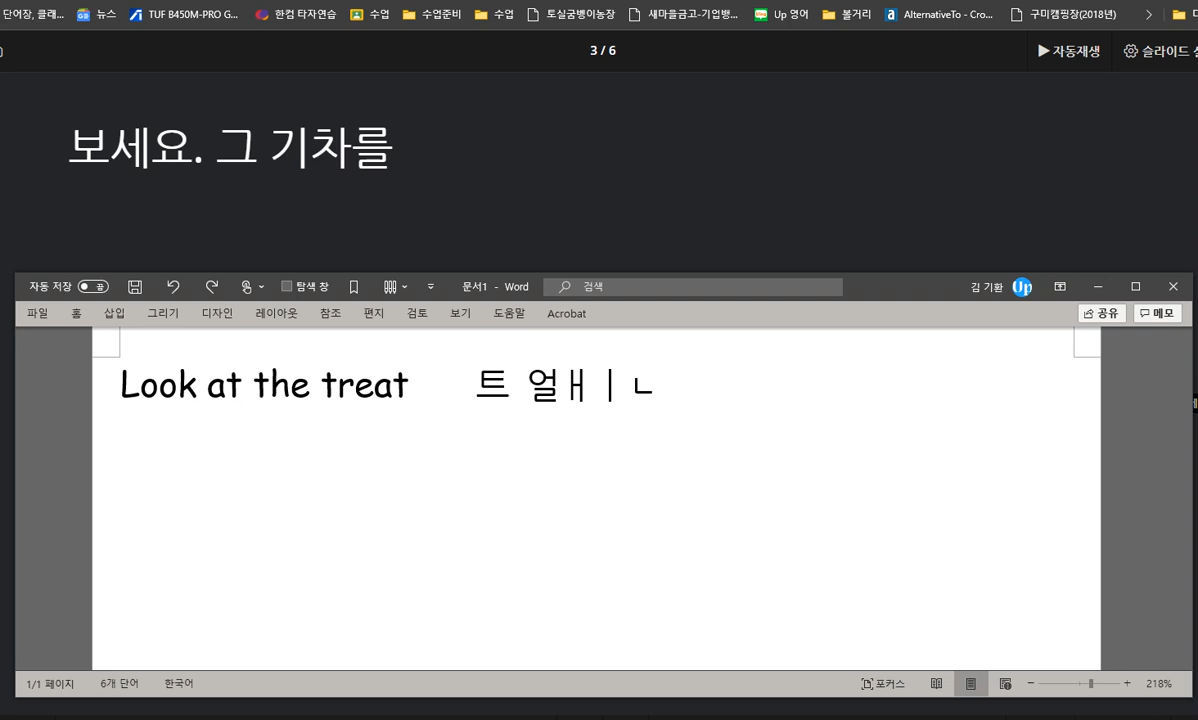 단어장, 클래... 뉴스 TUF B450M-PRO G... 한컴 타자연습 수업 수업준비 수업 토실굼벵이농장 새마을금고-기업뱅... Up 영어 볼거리 AlternativeTo - Cro... 구미캠핑장(2018년)
3 / 6 자동재생 슬라이드
보세요. 그 기차를
자동 저장 끔 탐색 창 문서1 - Word 검색 김 기환 Up
파일 홈 삽입 그리기 디자인 레이아웃 참조 편지 검토 보기 도움말 Acrobat 공유 메모
Look at the treat 트 얼ㅐㅣㄴ
1/1 페이지 6개 단어 한국어 포커스 218%